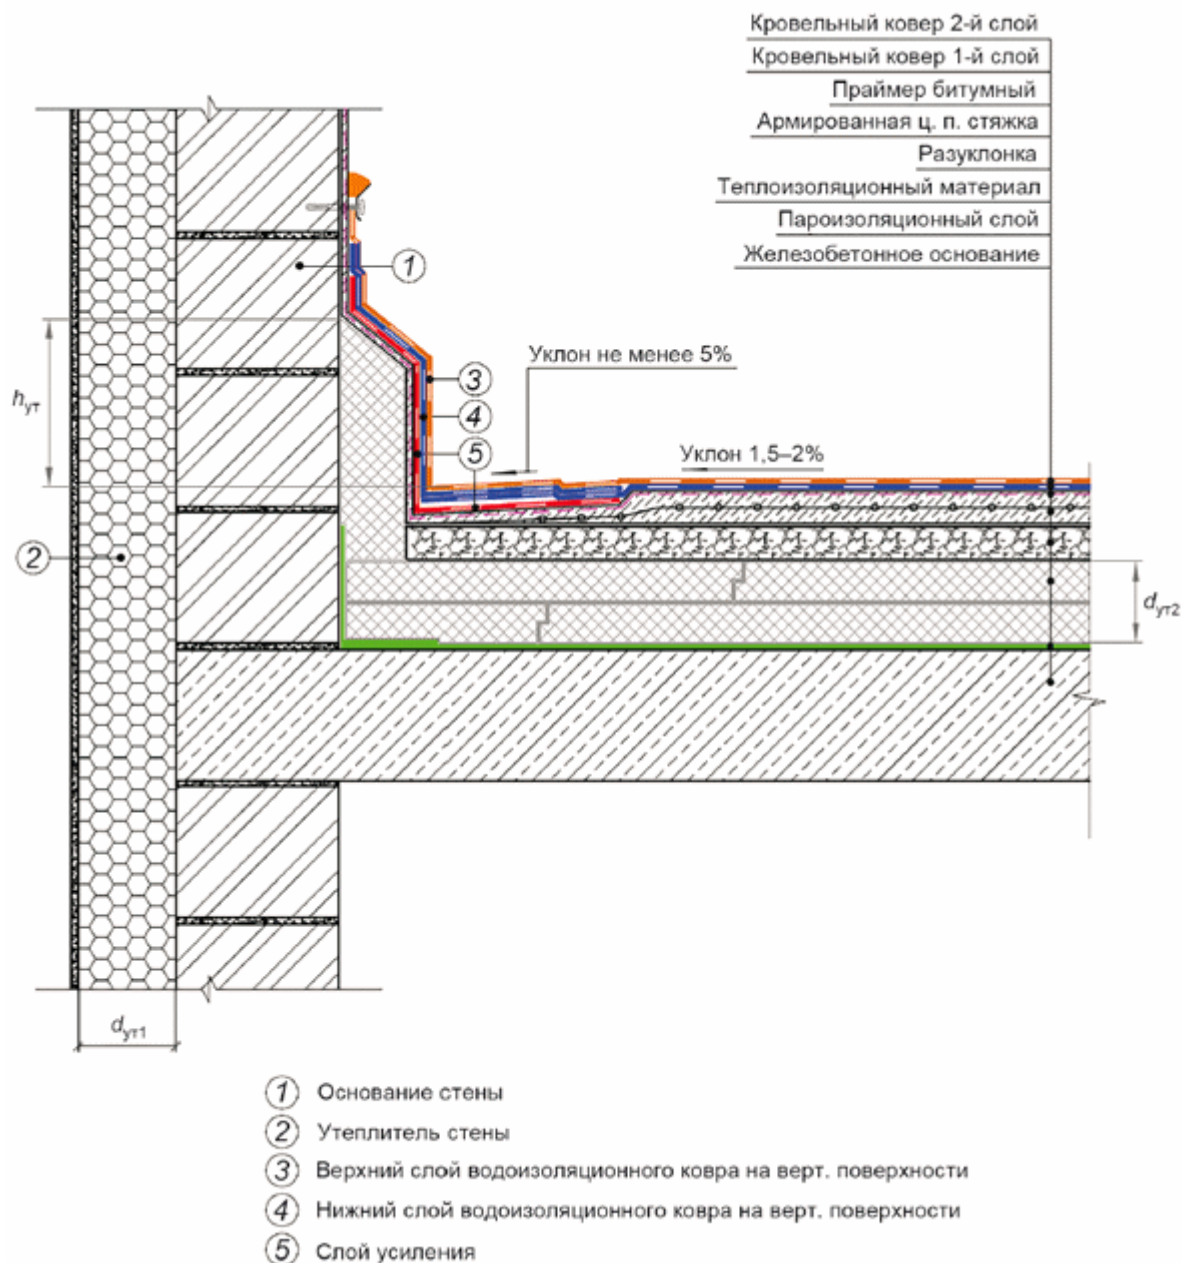 Кровельный ковер 2-й слой
Кровельный ковер 1-й слой
Праймер битумный
Армированная ц. п. стяжка
Разуклонка
Теплоизоляционный материал
Пароизоляционный слой
Железобетонное основание
1
Уклон не менее 5%
3
hут
4
Уклон 1,5–2%
5
2
dут2
dут1
1 Основание стены
2 Утеплитель стены
3 Верхний слой водоизоляционного ковра на верт. поверхности
4 Нижний слой водоизоляционного ковра на верт. поверхности
5 Слой усиления